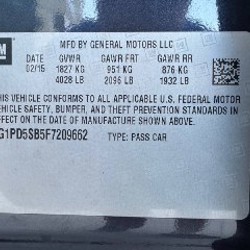 GM
MFD BY GENERAL MOTORS LLC
DATE GVWR GAWR FRT GAWR RR
02/15 1827 KG 951 KG 876 KG
4028 LB 2096 LB 1932 LB
THIS VEHICLE CONFORMS TO ALL APPLICABLE U.S. FEDERAL MOTOR
VEHICLE SAFETY, BUMPER, AND THEFT PREVENTION STANDARDS IN
EFFECT ON THE DATE OF MANUFACTURE SHOWN ABOVE.
G1PD5SB5F7209662 TYPE: PASS CAR